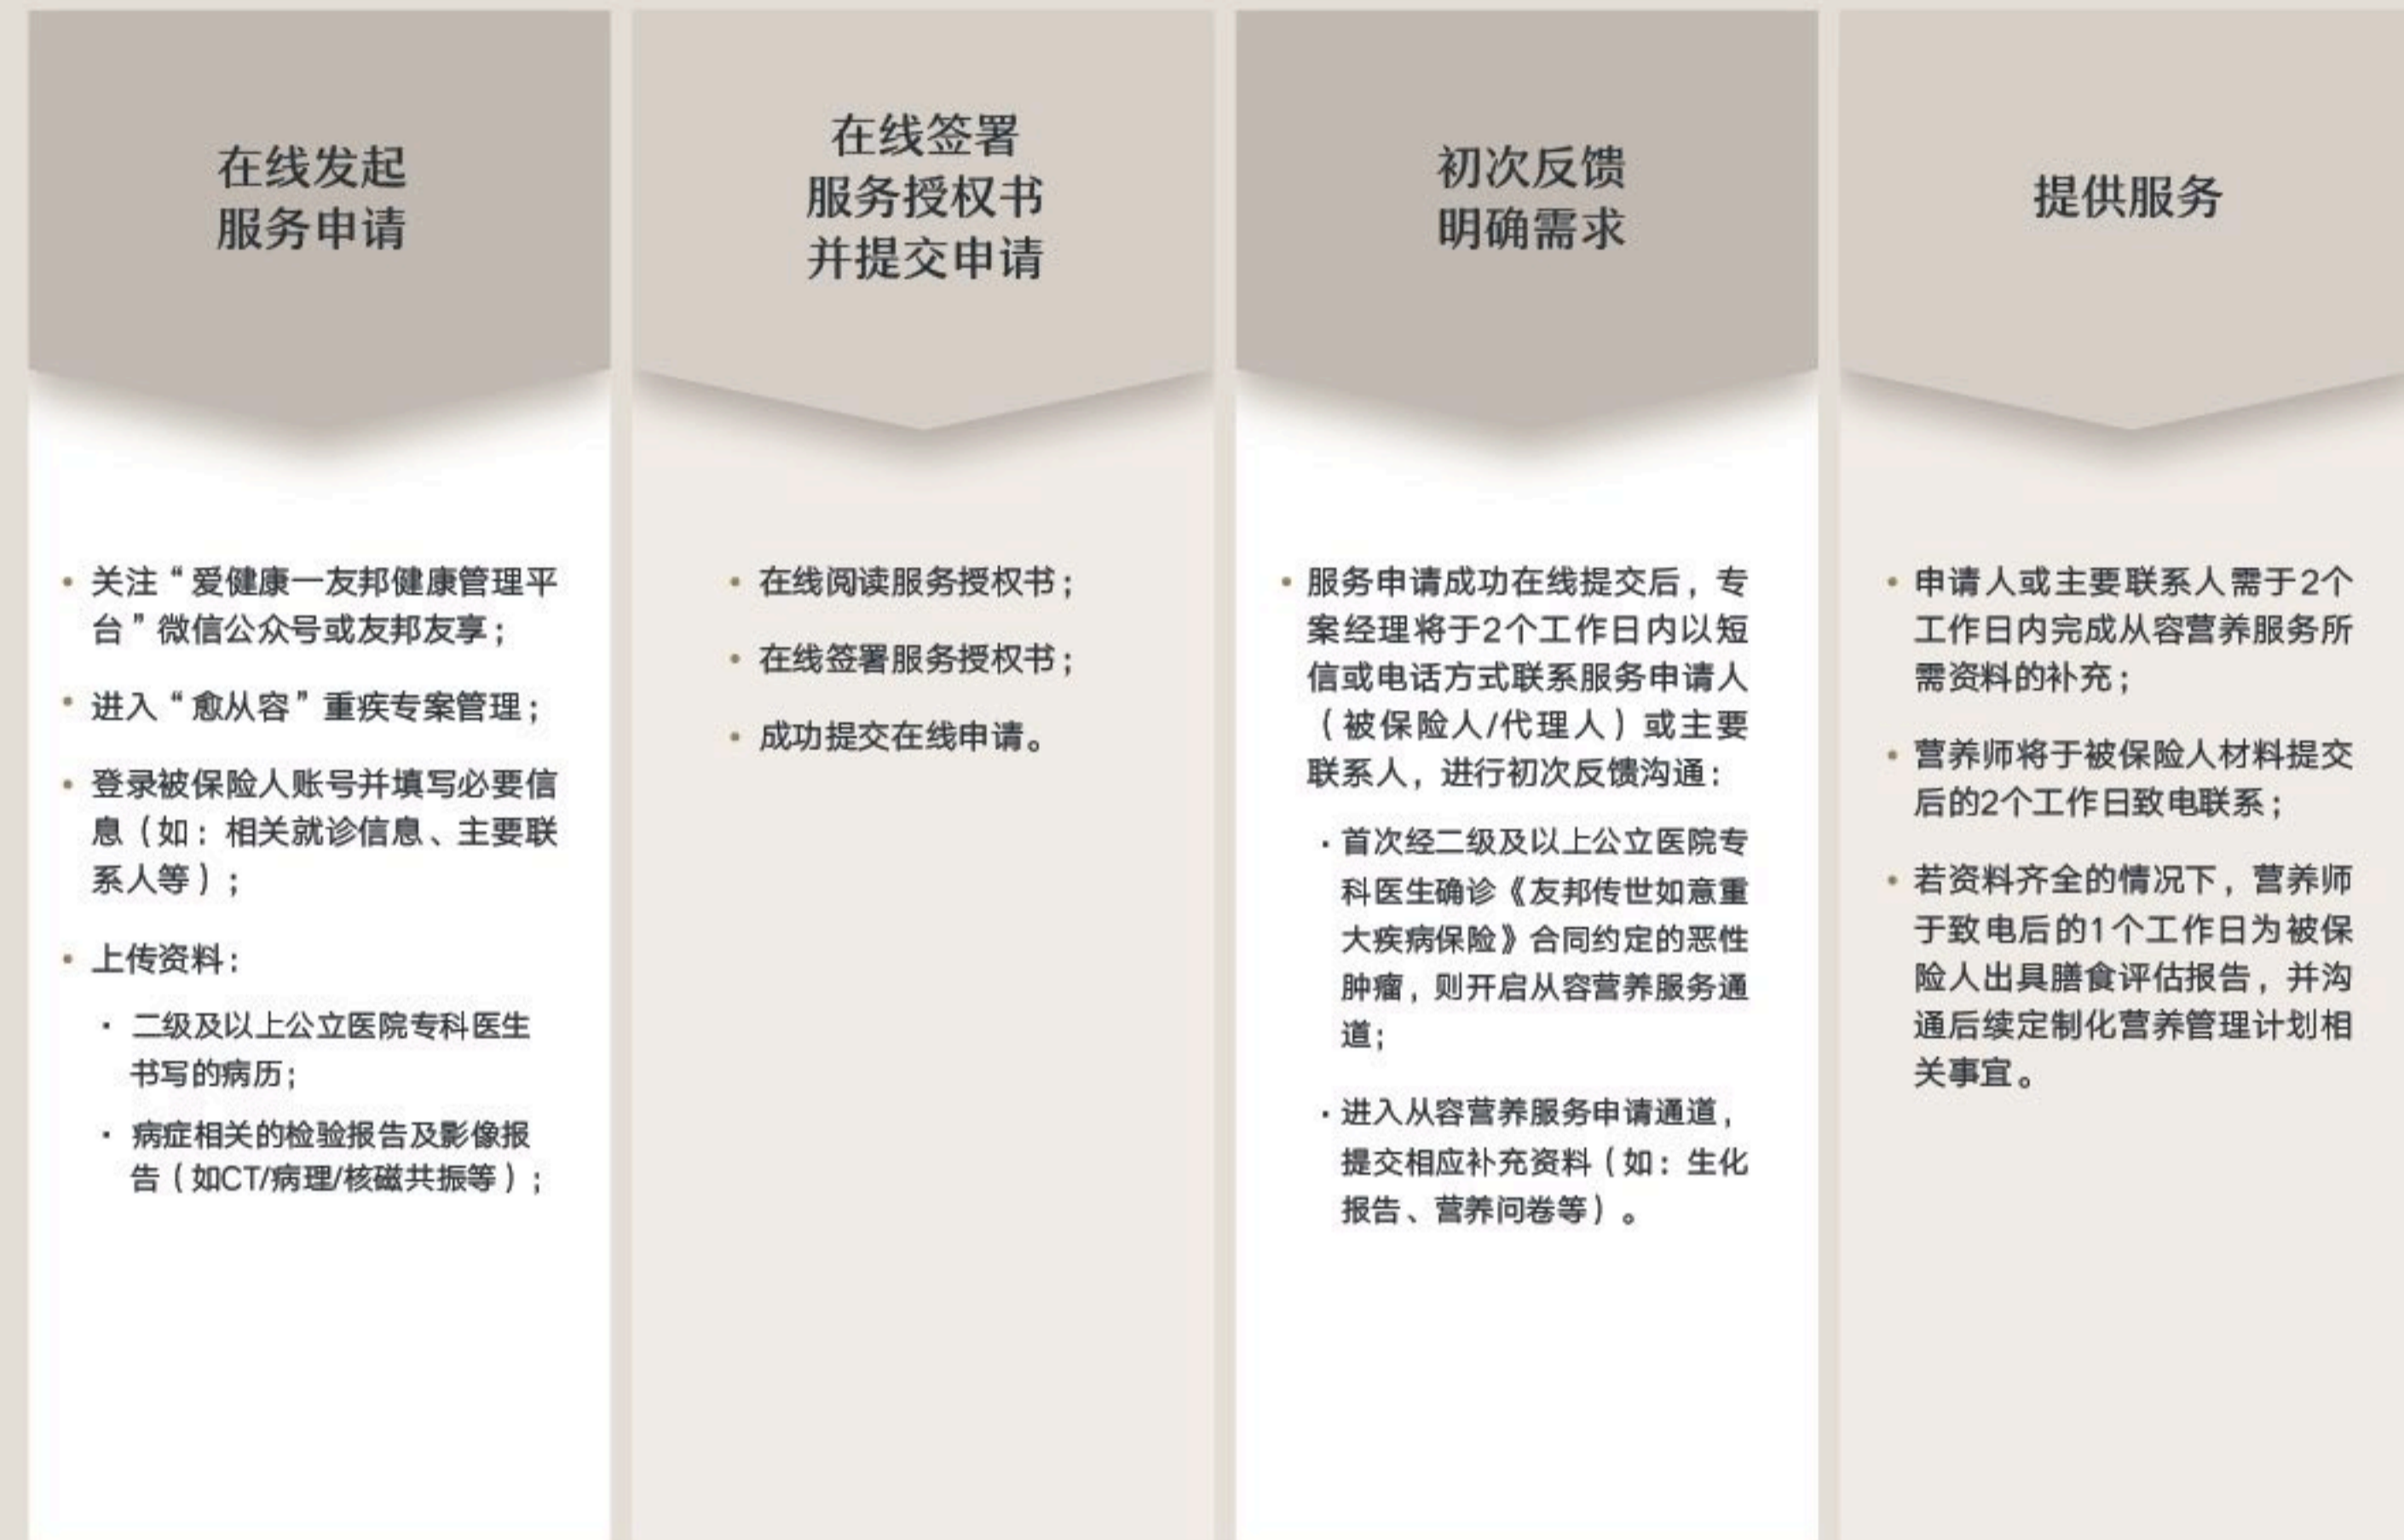 在线发起
服务申请
• 关注“爱健康一友邦健康管理平
台”微信公众号或友邦友享；
• 进入“愈从容”重疾专案管理；
• 登录被保险人账号并填写必要信
息（如：相关就诊信息、主要联
系人等）；
• 上传资料：
· 二级及以上公立医院专科医生
书写的病历；
· 病症相关的检验报告及影像报
告（如CT/病理/核磁共振等）；
在线签署
服务授权书
并提交申请
• 在线阅读服务授权书；
• 在线签署服务授权书；
• 成功提交在线申请。
初次反馈
明确需求
• 服务申请成功在线提交后，专
案经理将于2个工作日内以短
信或电话方式联系服务申请人
（被保险人/代理人）或主要
联系人，进行初次反馈沟通：
· 首次经二级及以上公立医院专
科医生确诊《友邦传世如意重
大疾病保险》合同约定的恶性
肿瘤，则开启从容营养服务通
道；
· 进入从容营养服务申请通道，
提交相应补充资料（如：生化
报告、营养问卷等）。
提供服务
• 申请人或主要联系人需于2个
工作日内完成从容营养服务所
需资料的补充；
• 营养师将于被保险人材料提交
后的2个工作日致电联系；
• 若资料齐全的情况下，营养师
于致电后的1个工作日为被保
险人出具膳食评估报告，并沟
通后续定制化营养管理计划相
关事宜。